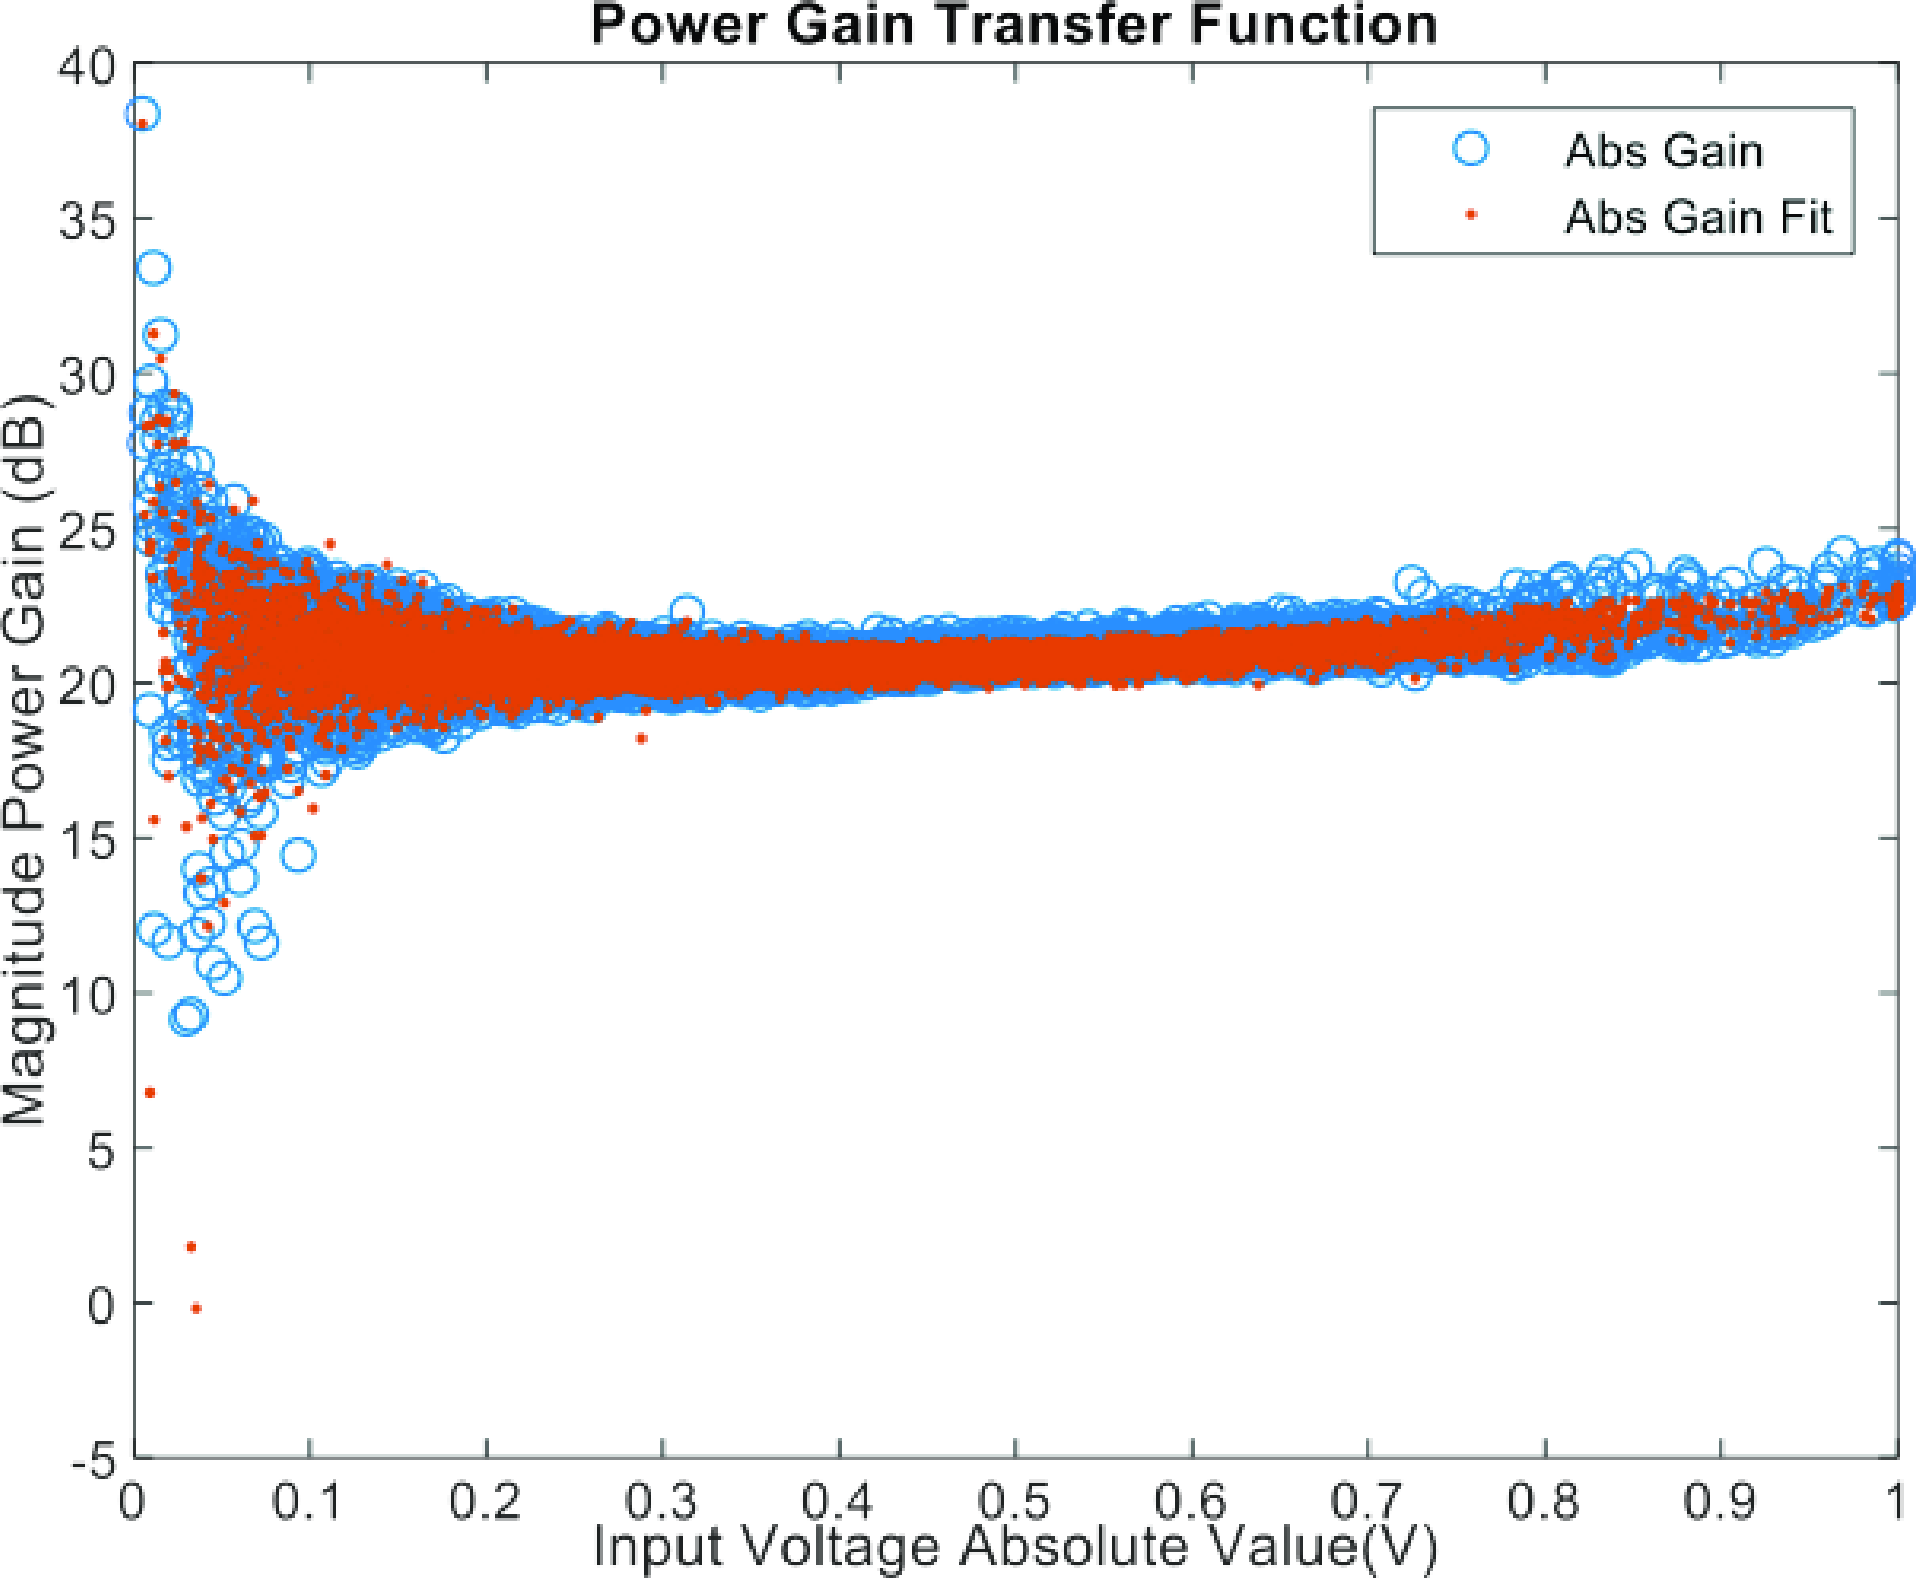 Power Gain Transfer Function
Abs Gain
Abs Gain Fit
Magnitude Power Gain (dB)
40
35
30
25
20
15
10
5
0
-5
0 0.1 0.2 0.3 0.4 0.5 0.6 0.7 0.8 0.9 1
Input Voltage Absolute Value(V)